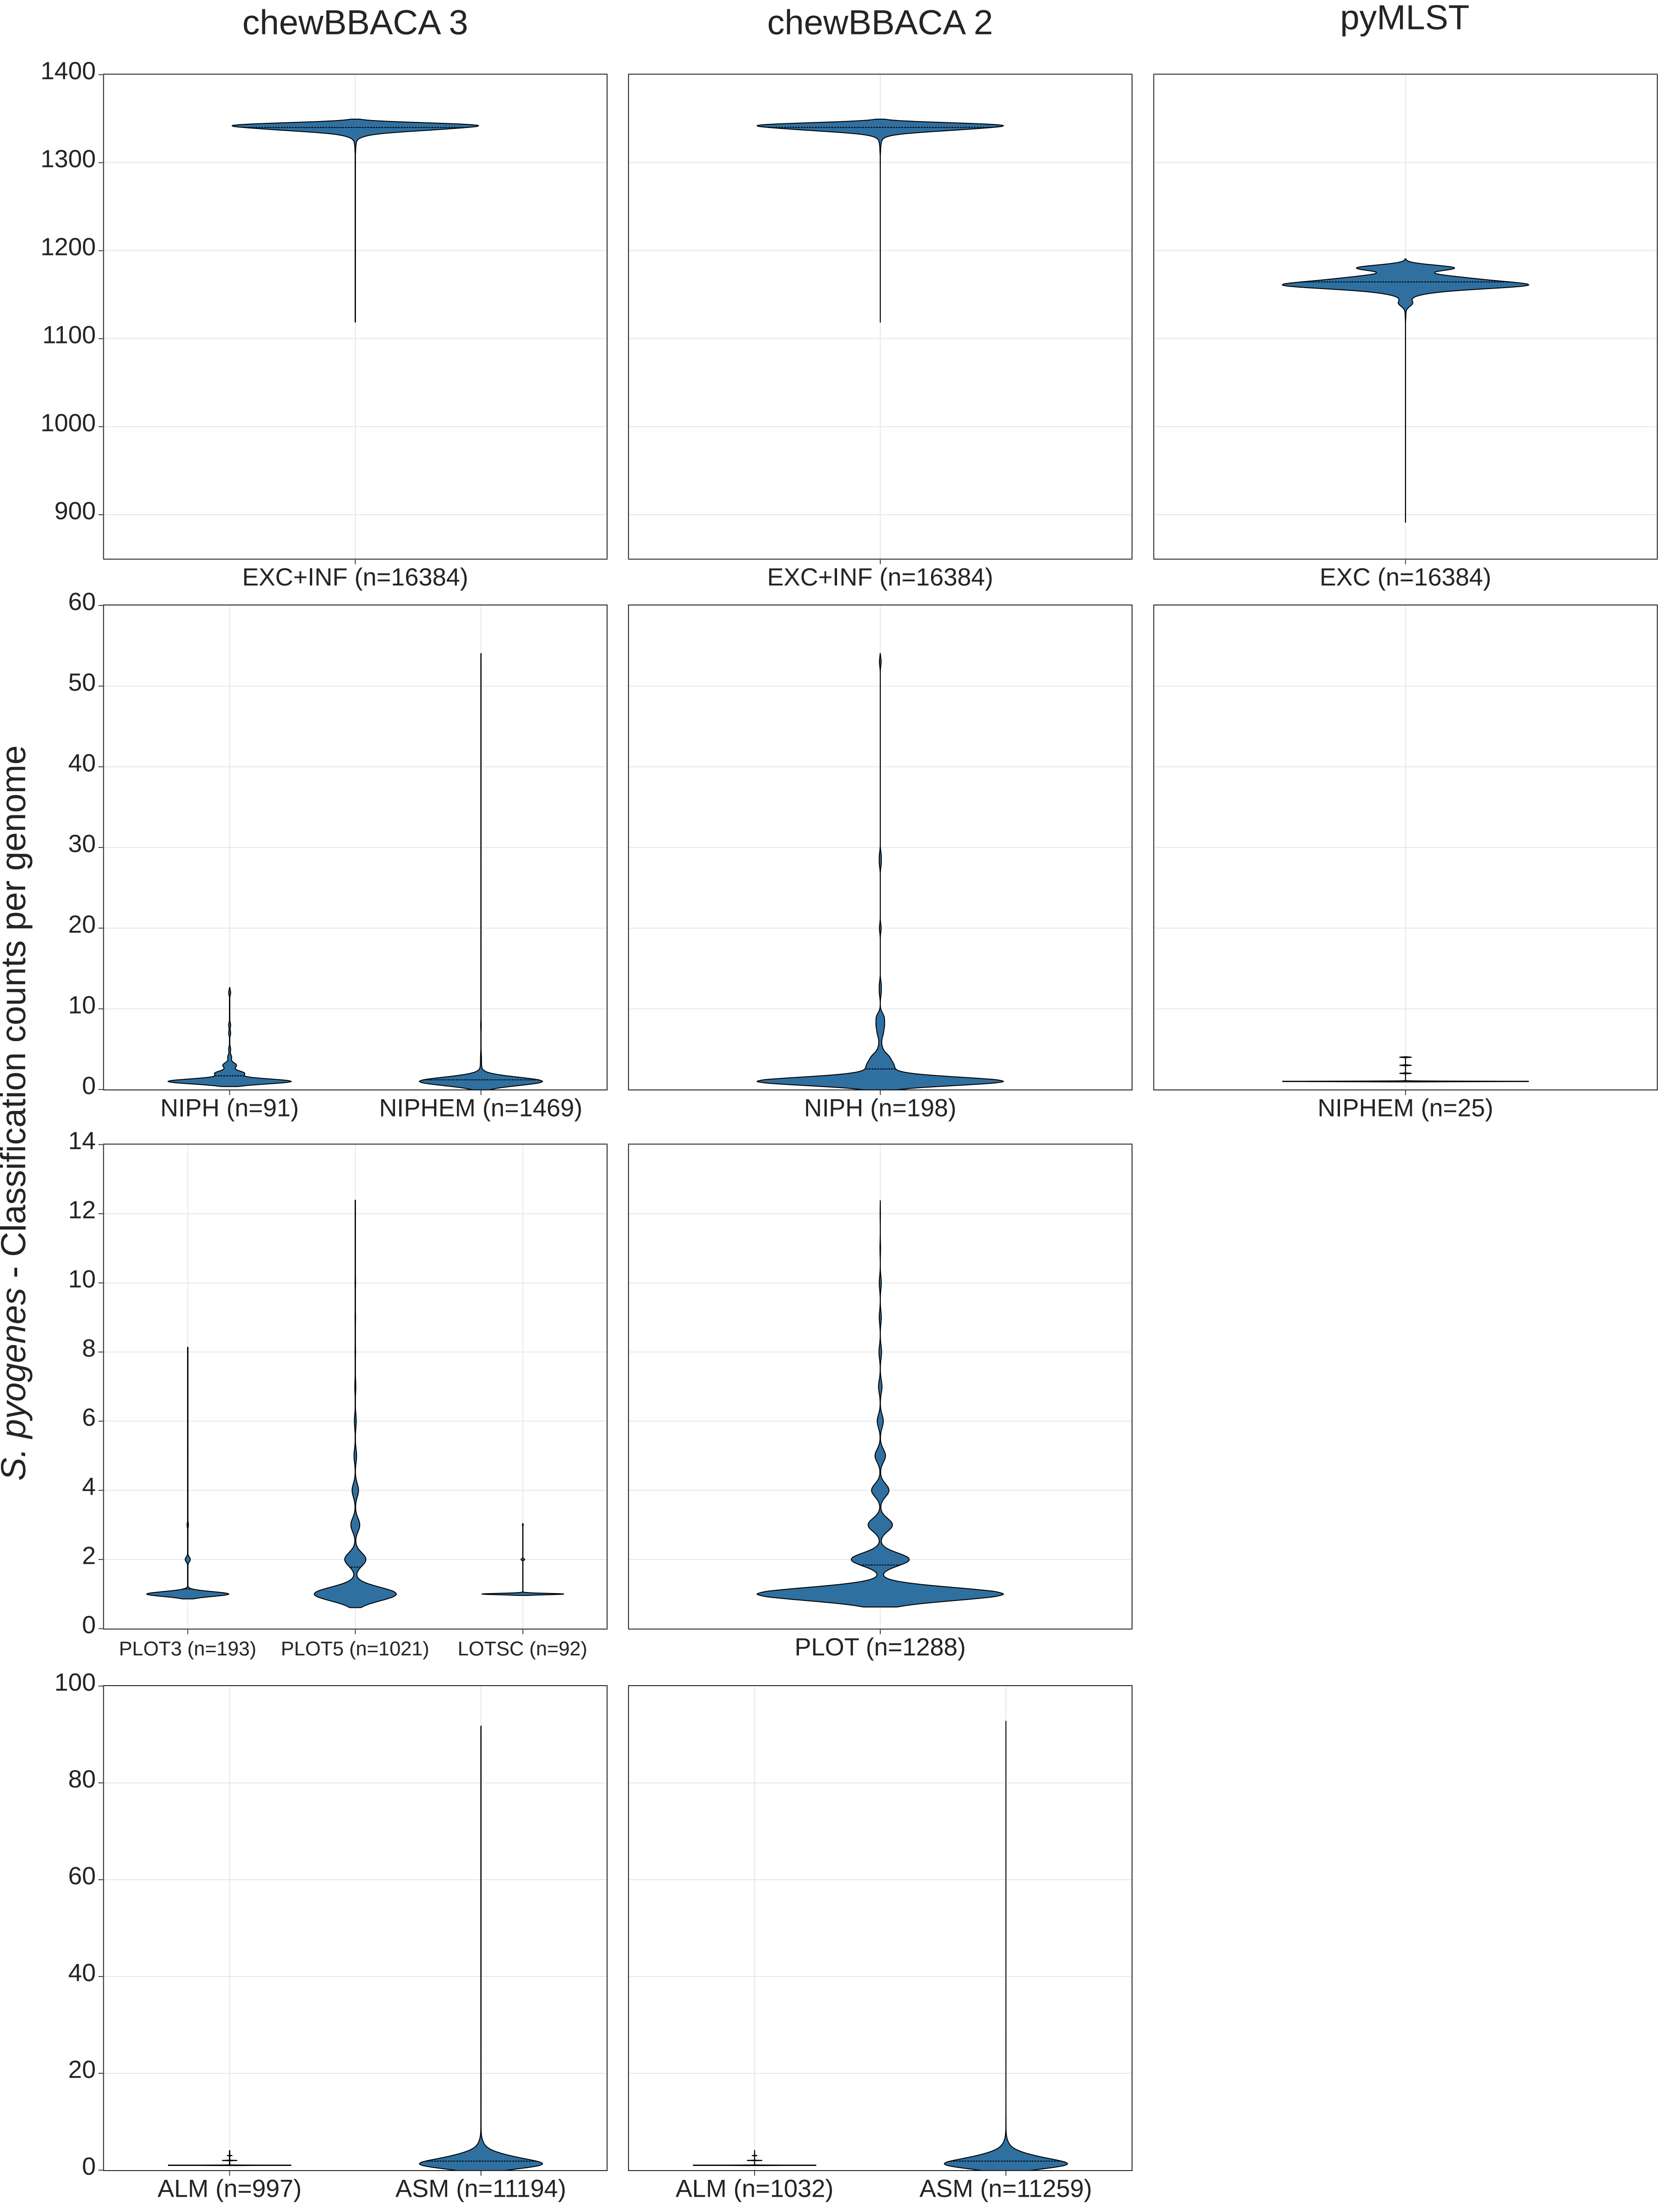 chewBBACA 3
chewBBACA 2
pyMLST
S. pyogenes - Classification counts per genome
1400
1300
1200
1100
1000
900
EXC+INF (n=16384)
EXC+INF (n=16384)
EXC (n=16384)
60
50
40
30
20
10
0
NIPH (n=91)
NIPHEM (n=1469)
NIPH (n=198)
NIPHEM (n=25)
14
12
10
8
6
4
2
0
PLOT3 (n=193)
PLOT5 (n=1021)
LOTSC (n=92)
PLOT (n=1288)
100
80
60
40
20
0
ALM (n=997)
ASM (n=11194)
ALM (n=1032)
ASM (n=11259)